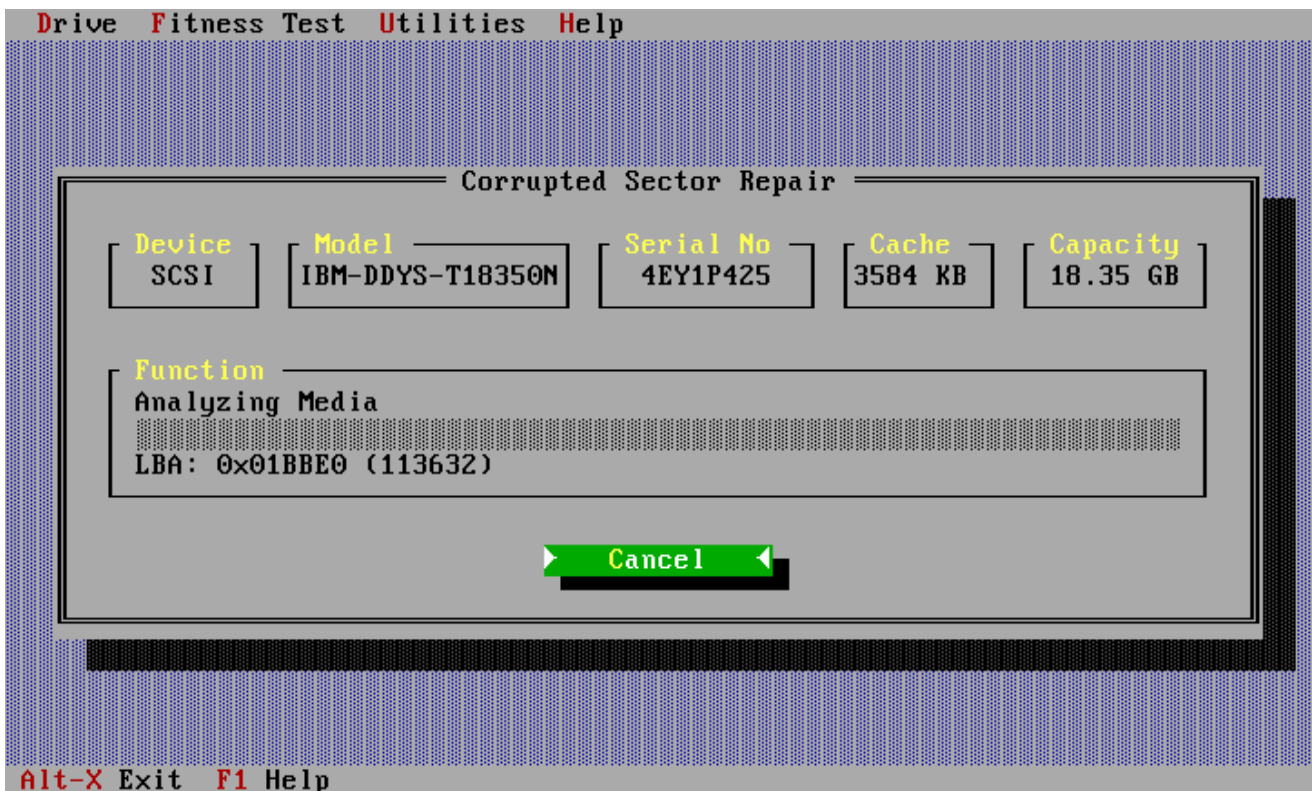 Drive Fitness Test Utilities Help
Corrupted Sector Repair
Device Model Serial No Cache Capacity
SCSI IBM-DDYS-T18350N 4EY1P425 3584 KB 18.35 GB
Function
Analyzing Media
LBA: 0x01BBE0 (113632)
Cancel
Alt-X Exit F1 Help